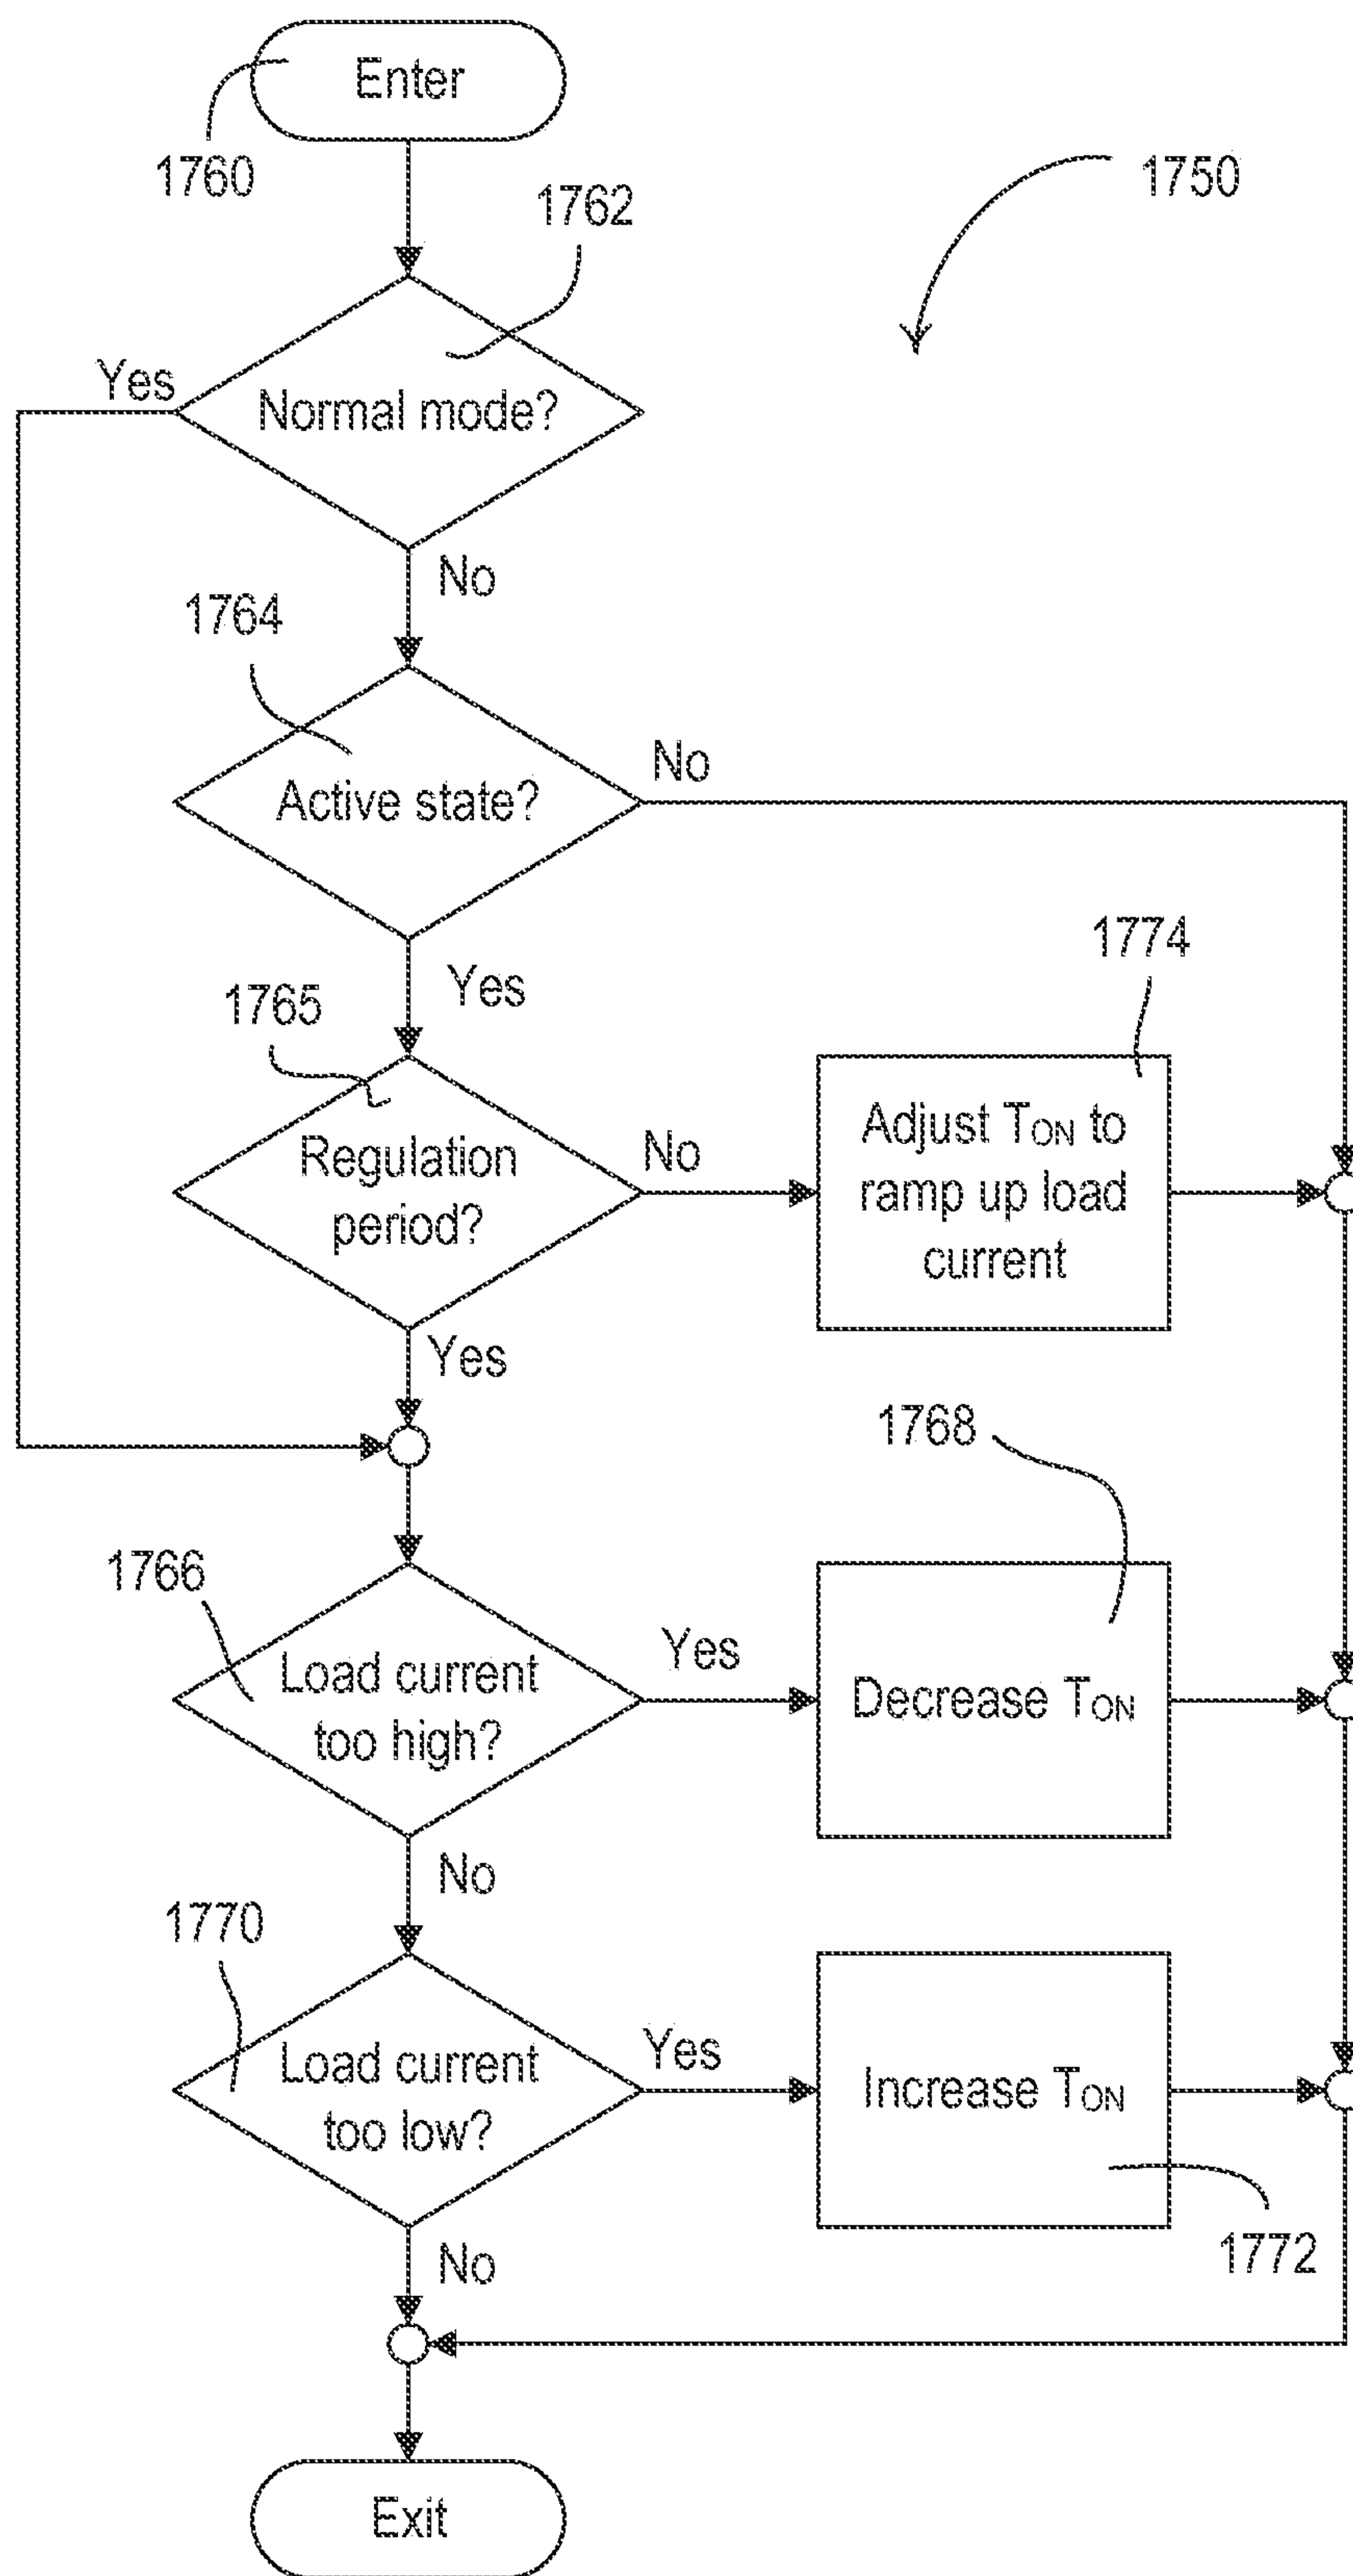 Enter
1760
1750
1762
Yes
Normal mode?
No
1764
No
Active state?
1774
Yes
1765
Adjust TON to
ramp up load
current
No
Regulation
period?
Yes
1768
1766
Yes
Load current
too high?
Decrease TON
No
1770
Yes
Load current
too low?
Increase TON
1772
No
Exit